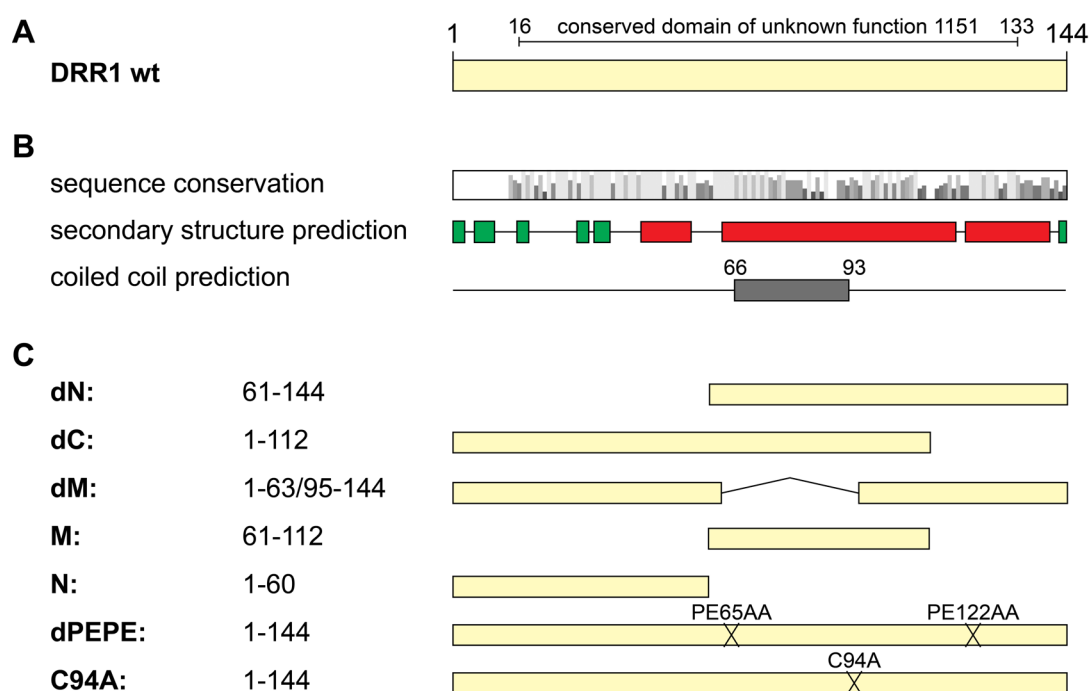 A
1 16 conserved domain of unknown function 1151 133 144
DRR1 wt
B
sequence conservation
secondary structure prediction
66 93
coiled coil prediction
C
dN: 61-144
dC: 1-112
dM: 1-63/95-144
M: 61-112
N: 1-60
PE65AA PE122AA
dPEPE: 1-144
C94A
C94A: 1-144